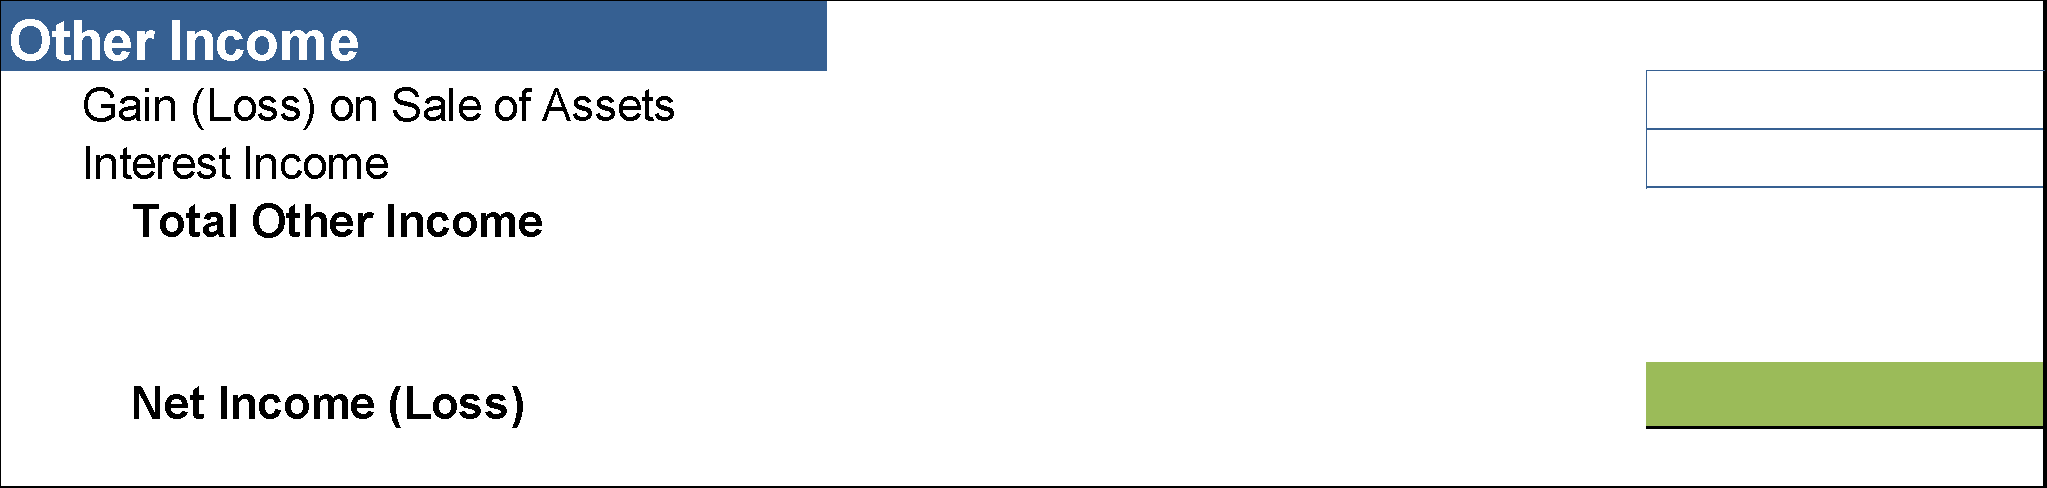 Other Income
Gain (Loss) on Sale of Assets
Interest Income
Total Other Income
Net Income (Loss)